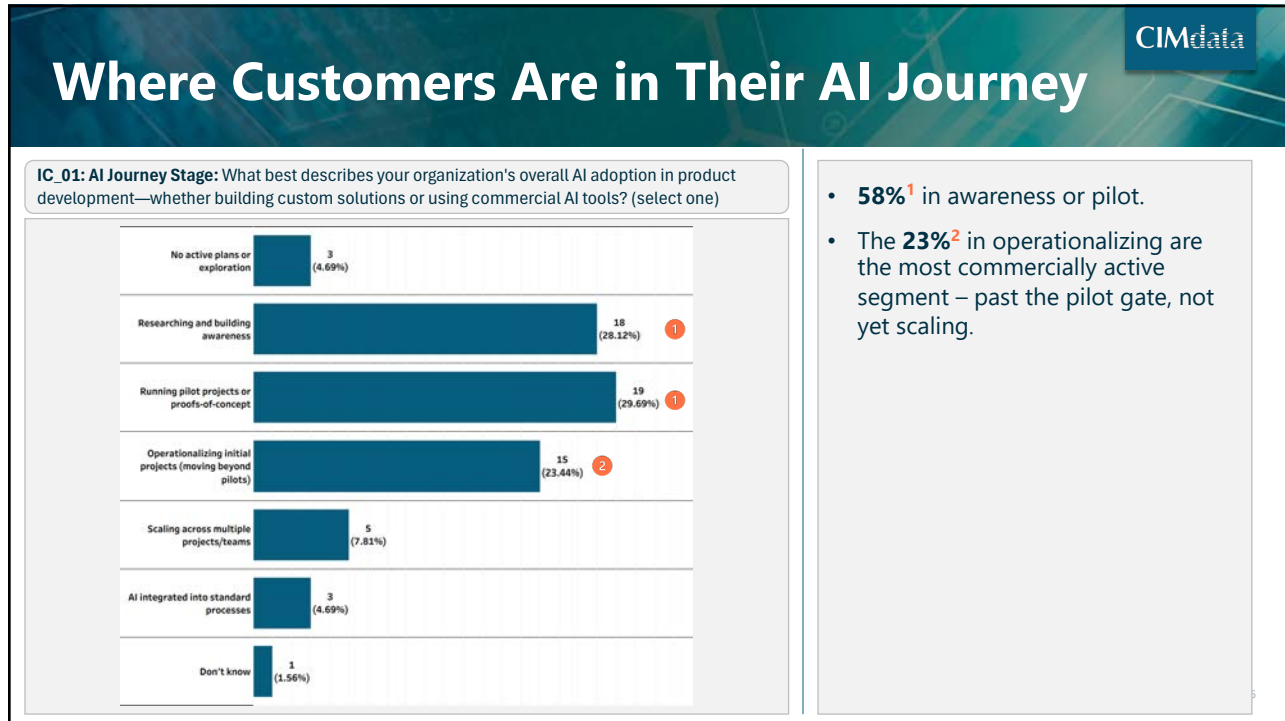 CIMdata
Where Customers Are in Their AI Journey
IC_01: AI Journey Stage: What best describes your organization's overall AI adoption in product
development—whether building custom solutions or using commercial AI tools? (select one)
No active plans or
exploration
3
(4.69%)
Researching and building
awareness
18
(28.12%)
1
Running pilot projects or
proofs-of-concept
19
(29.69%)
1
Operationalizing initial
projects (moving beyond
pilots)
15
(23.44%)
2
Scaling across multiple
projects/teams
5
(7.81%)
AI integrated into standard
processes
3
(4.69%)
Don't know
1
(1.56%)
• 58%1 in awareness or pilot.
• The 23%2 in operationalizing are
the most commercially active
segment – past the pilot gate, not
yet scaling.